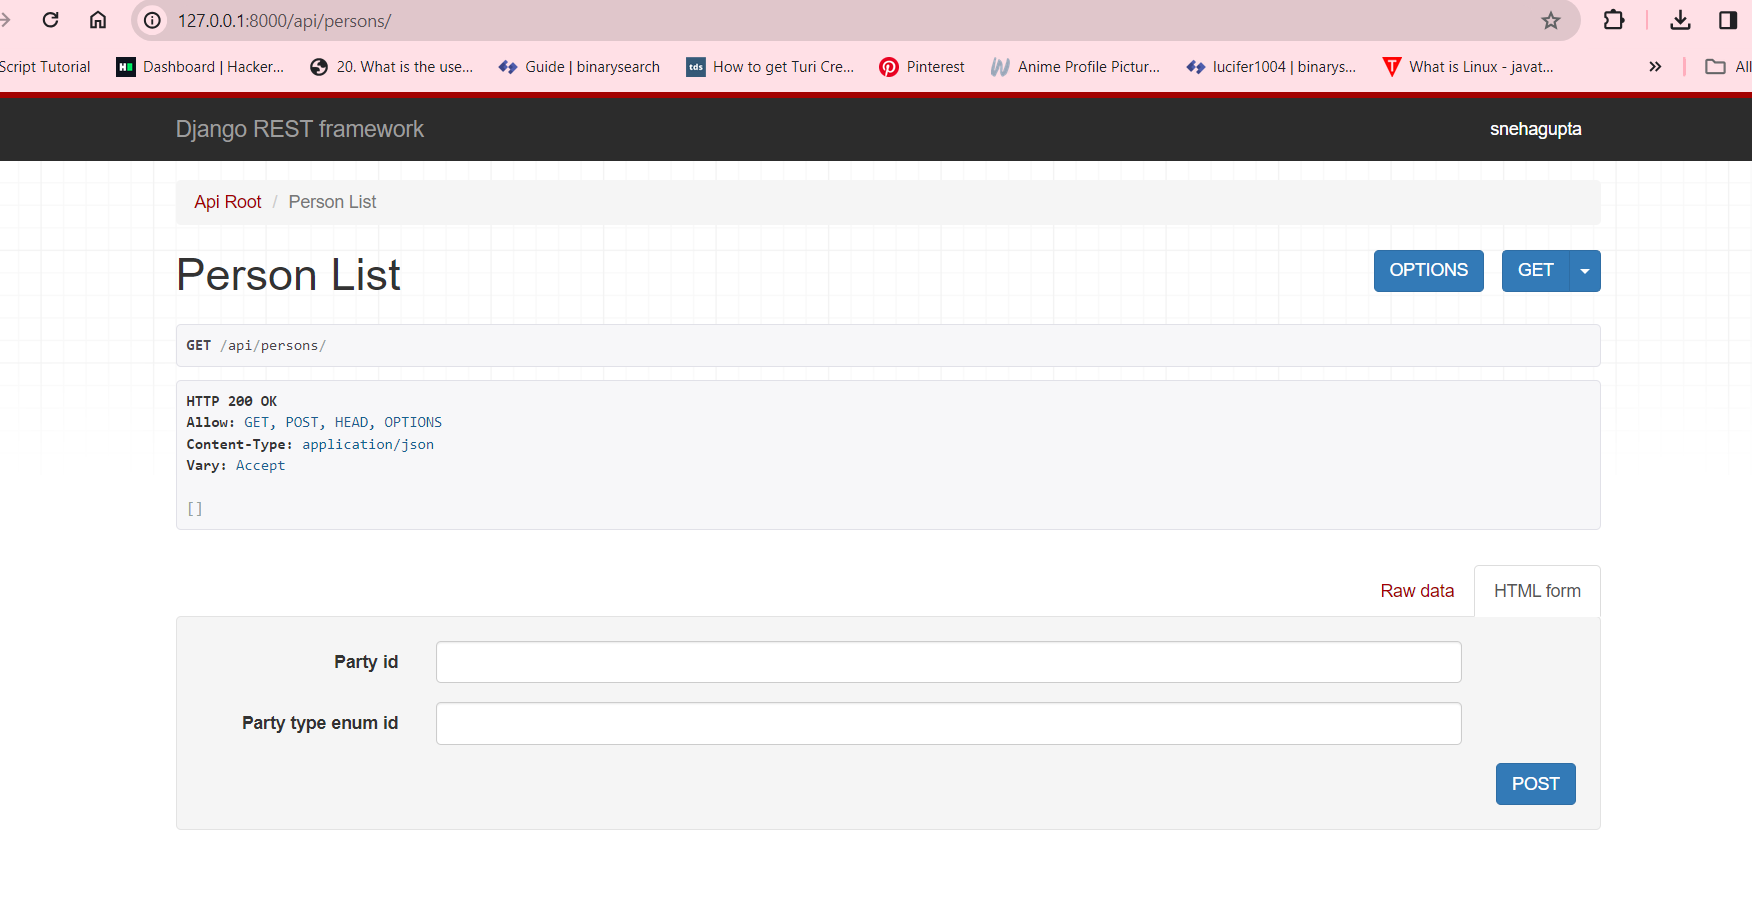 127.0.0.1:8000/api/persons/
Script Tutorial Dashboard | Hacker... 20. What is the use... Guide | binarysearch tds How to get Turi Cre... Pinterest Anime Profile Pictur... lucifer1004 | binarys... What is Linux - javat... » All
Django REST framework snehagupta
Api Root / Person List
Person List OPTIONS GET
GET /api/persons/
HTTP 200 OK
Allow: GET, POST, HEAD, OPTIONS
Content-Type: application/json
Vary: Accept
[]
Raw data HTML form
Party id
Party type enum id
POST